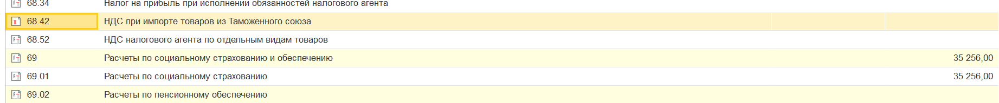 68.34 Налог на прибыль при исполнении обязанностей налогового агента
68.42 НДС при импорте товаров из Таможенного союза
68.52 НДС налогового агента по отдельным видам товаров
69 Расчеты по социальному страхованию и обеспечению 35 256,00
69.01 Расчеты по социальному страхованию 35 256,00
69.02 Расчеты по пенсионному обеспечению